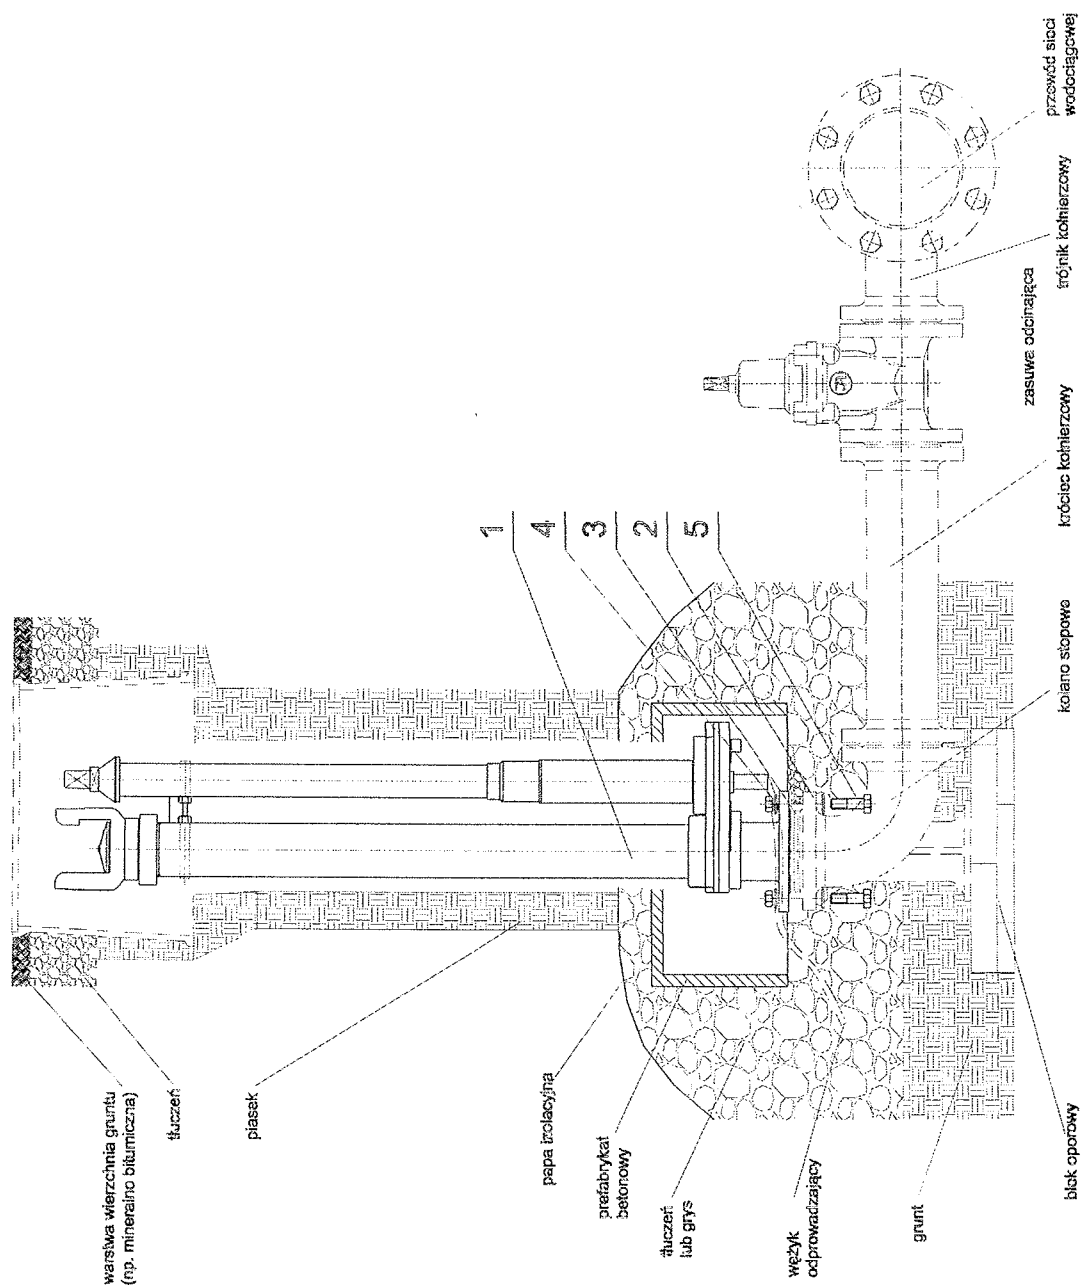 warstwa wierzchnia gruntu
(np. mineralno bitumiczna)
tłuczeń
piasek
papa izolacyjna
prefabrykat
betonowy
tłuczeń
lub grys
wężyk
odprowadzający
grunt
blok oporowy
1
4
3
2
5
kolano stopowe
króciec kołnierzowy
zasuwa odcinająca
trójnik kołnierzowy
przewód sieci
wodociągowej